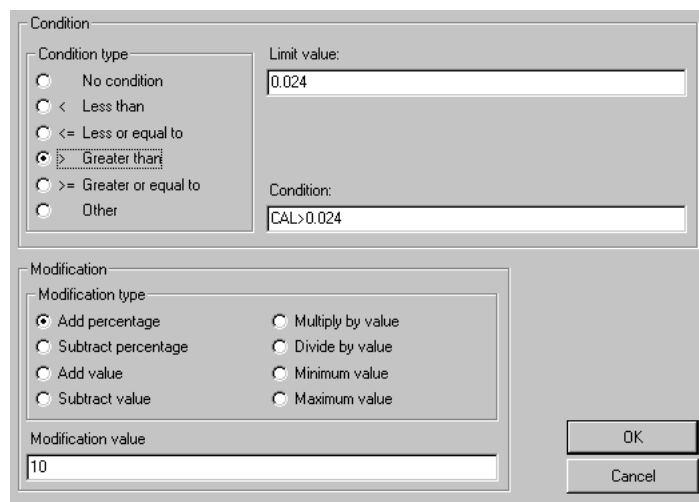 Condition
Condition type
No condition
< Less than
<= Less or equal to
> Greater than
>= Greater or equal to
Other
Limit value:
0.024
Condition:
CAL>0.024
Modification
Modification type
Add percentage
Subtract percentage
Add value
Subtract value
Multiply by value
Divide by value
Minimum value
Maximum value
Modification value
10
OK
Cancel